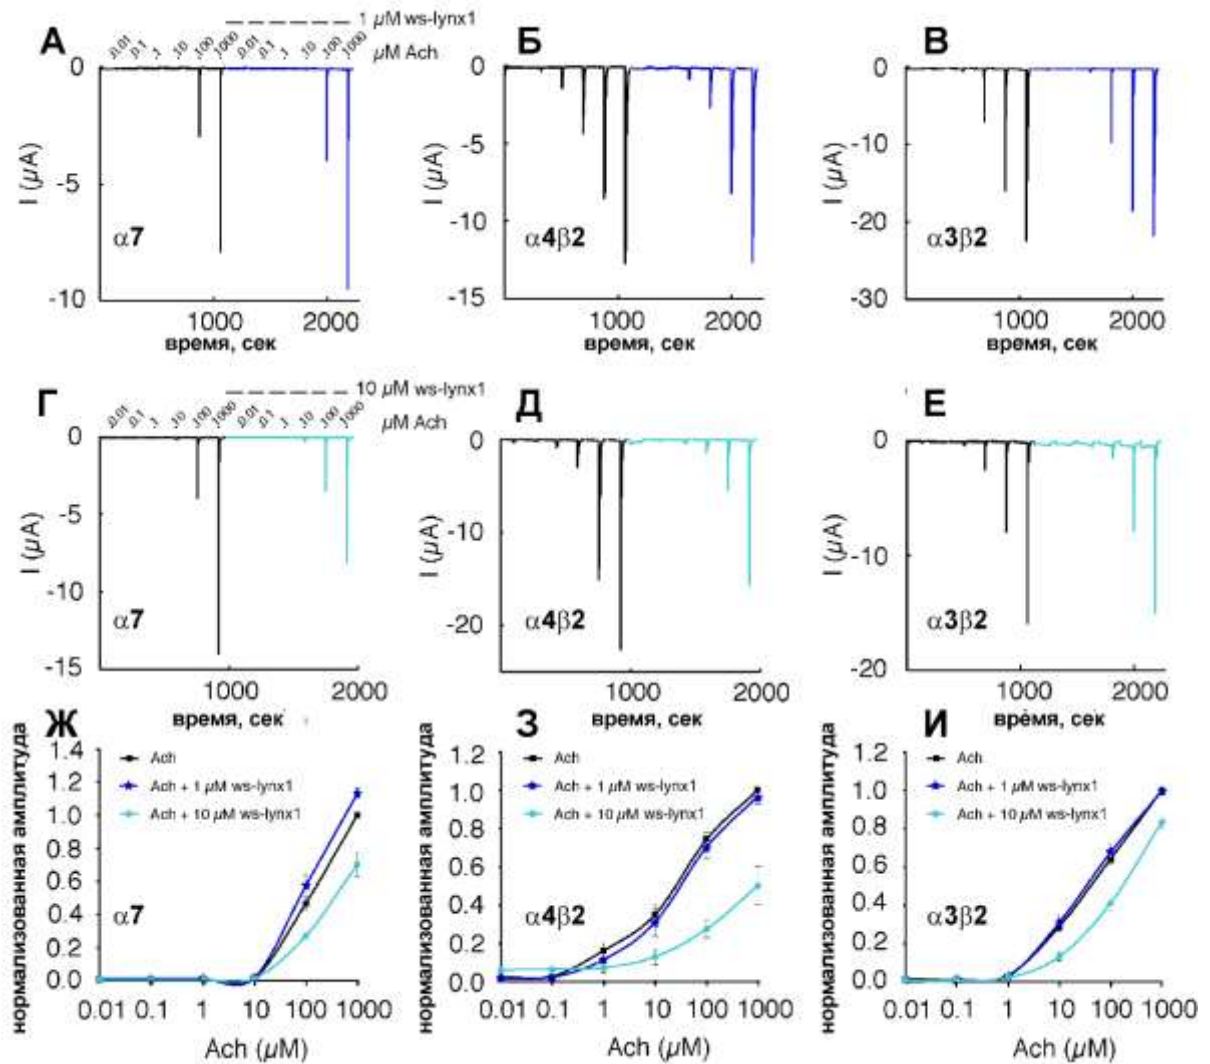 А
1 µM ws-lynx1
0.01 0.1 1 10 100 1000 0.01 0.1 1 10 100 1000
µM Ach
0
-5
-10
I (µA)
α7
1000 2000
время, сек
Б
0
-5
-10
-15
I (µA)
α4β2
1000 2000
время, сек
В
0
-10
-20
-30
I (µA)
α3β2
1000 2000
время, сек
Г
10 µM ws-lynx1
0.01 0.1 1 10 100 1000 0.01 0.1 1 10 100 1000
µM Ach
0
-5
-10
-15
I (µA)
α7
1000 2000
время, сек
Д
0
-10
-20
I (µA)
α4β2
1000 2000
время, сек
Е
0
-10
-20
I (µA)
α3β2
1000 2000
время, сек
Ж
нормализованная амплитуда
1.4
1.2
1.0
0.8
0.6
0.4
0.2
0.0
Ach
Ach + 1 µM ws-lynx1
Ach + 10 µM ws-lynx1
α7
0.01 0.1 1 10 100 1000
Ach (µM)
З
нормализованная амплитуда
1.2
1.0
0.8
0.6
0.4
0.2
0.0
Ach
Ach + 1 µM ws-lynx1
Ach + 10 µM ws-lynx1
α4β2
0.01 0.1 1 10 100 1000
Ach (µM)
И
нормализованная амплитуда
1.2
1.0
0.8
0.6
0.4
0.2
0.0
Ach
Ach + 1 µM ws-lynx1
Ach + 10 µM ws-lynx1
α3β2
0.01 0.1 1 10 100 1000
Ach (µM)